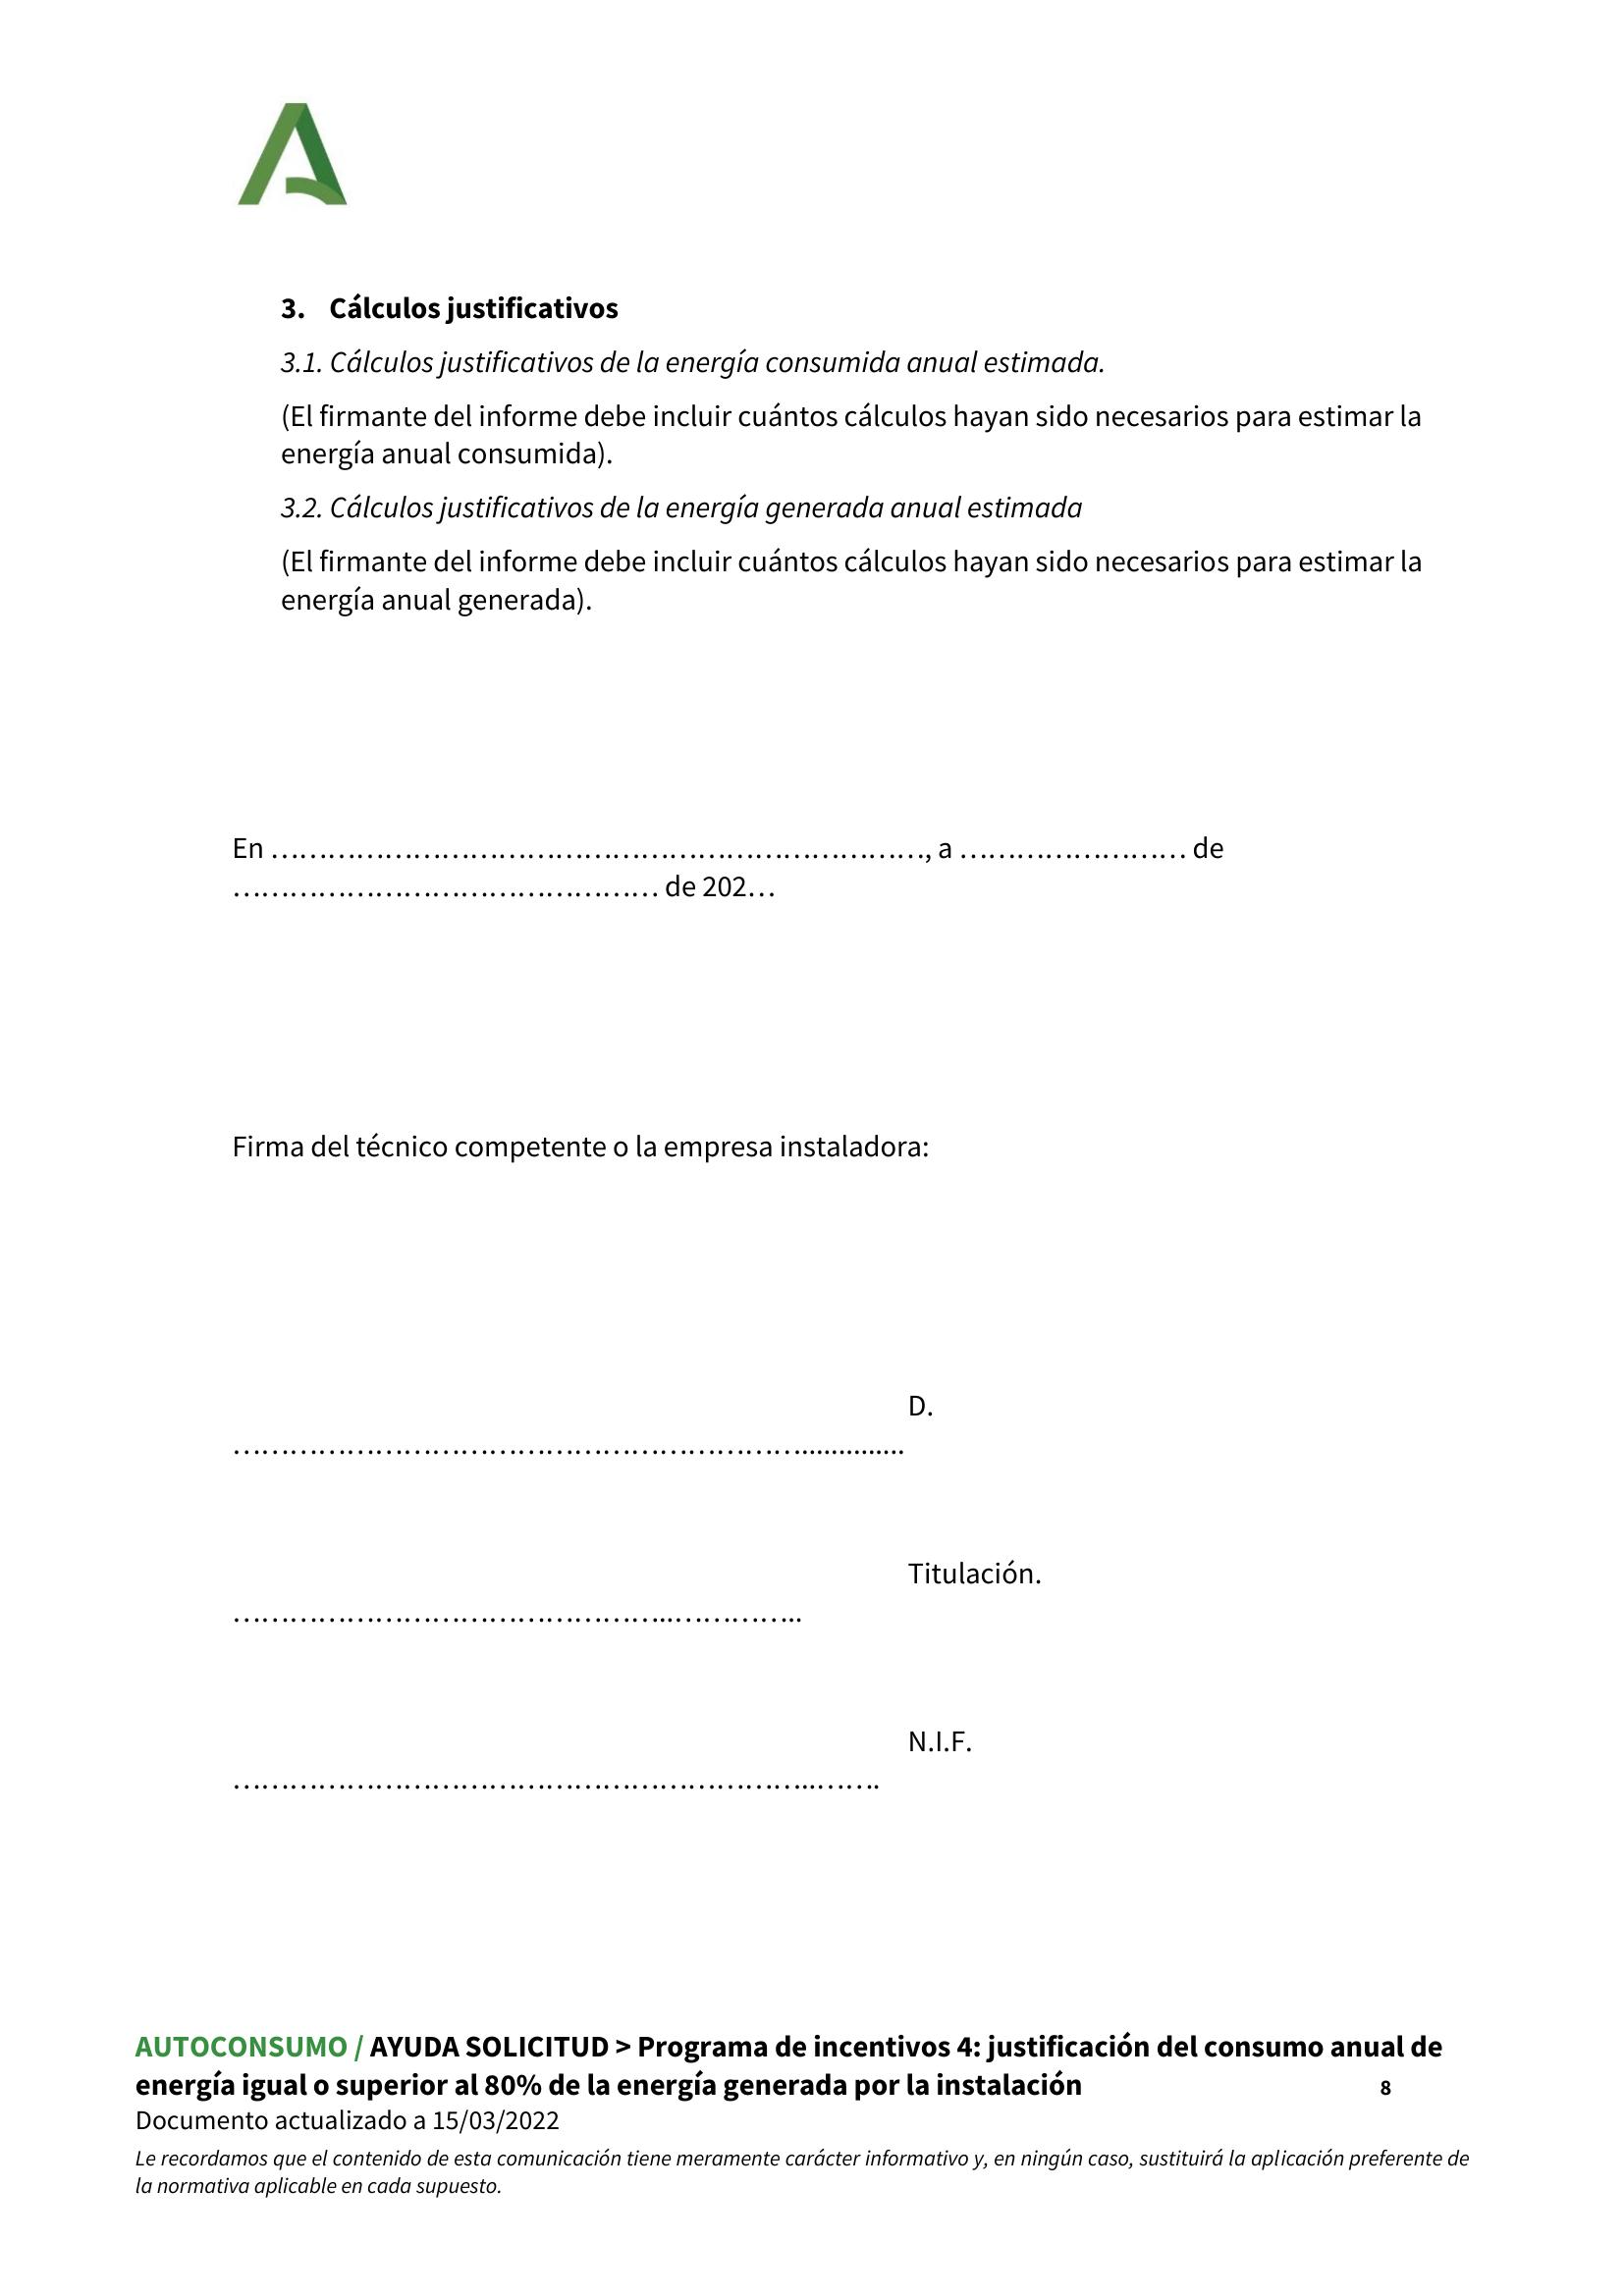 3. Cálculos justificativos
3.1. Cálculos justificativos de la energía consumida anual estimada.
(El firmante del informe debe incluir cuántos cálculos hayan sido necesarios para estimar la
energía anual consumida).
3.2. Cálculos justificativos de la energía generada anual estimada
(El firmante del informe debe incluir cuántos cálculos hayan sido necesarios para estimar la
energía anual generada).
En ……………………………………………………………, a …………………… de
……………………………………… de 202…
Firma del técnico competente o la empresa instaladora:
D.
……………………………………………………..............
Titulación.
………………………………………..…………..
N.I.F.
……………………………………………………..…….
AUTOCONSUMO / AYUDA SOLICITUD > Programa de incentivos 4: justificación del consumo anual de
energía igual o superior al 80% de la energía generada por la instalación 8
Documento actualizado a 15/03/2022
Le recordamos que el contenido de esta comunicación tiene meramente carácter informativo y, en ningún caso, sustituirá la aplicación preferente de
la normativa aplicable en cada supuesto.